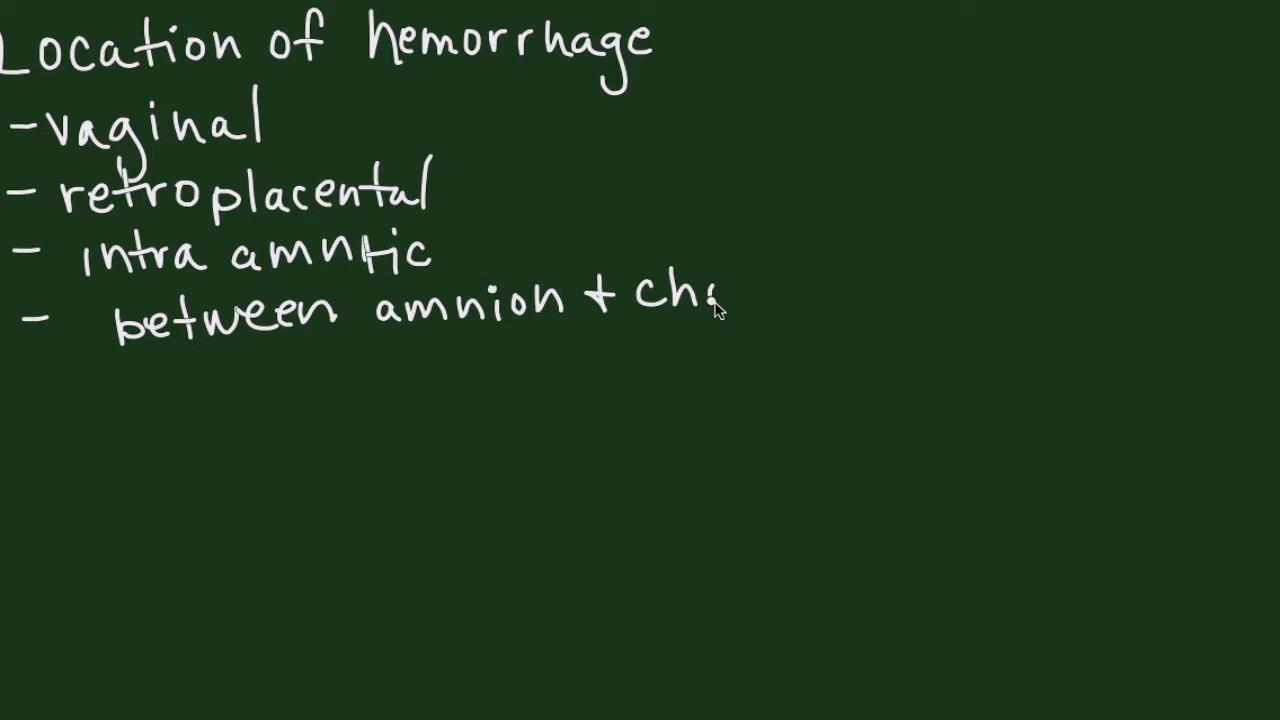 Location of hemorrhage
- vaginal
- retroplacental
- intra amntic
- between amnion + ch